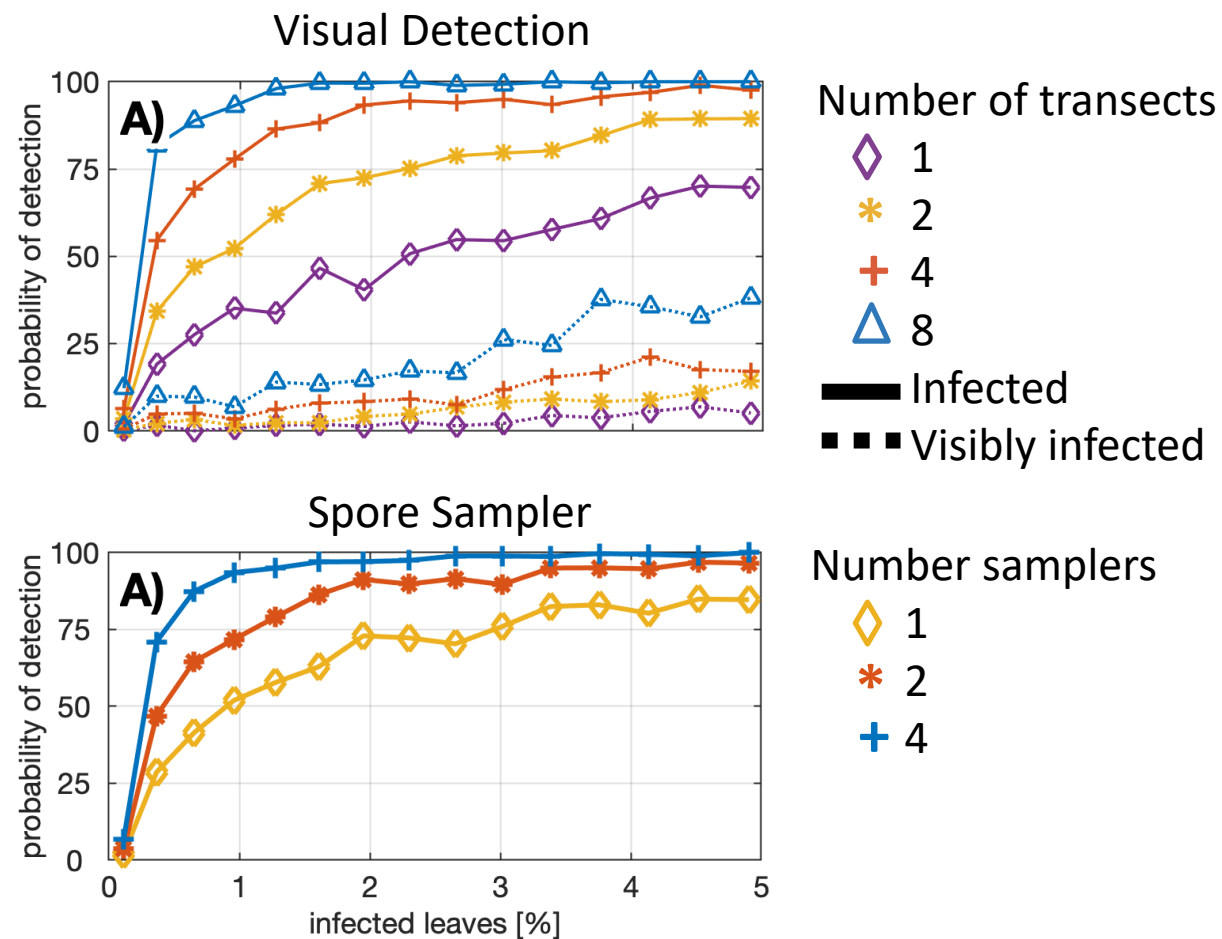 Visual Detection
A)
probability of detection
100
75
50
25
0
Number of transects
1
2
4
8
Infected
Visibly infected
Spore Sampler
A)
probability of detection
100
75
50
25
0
0 1 2 3 4 5
infected leaves [%]
Number samplers
1
2
4